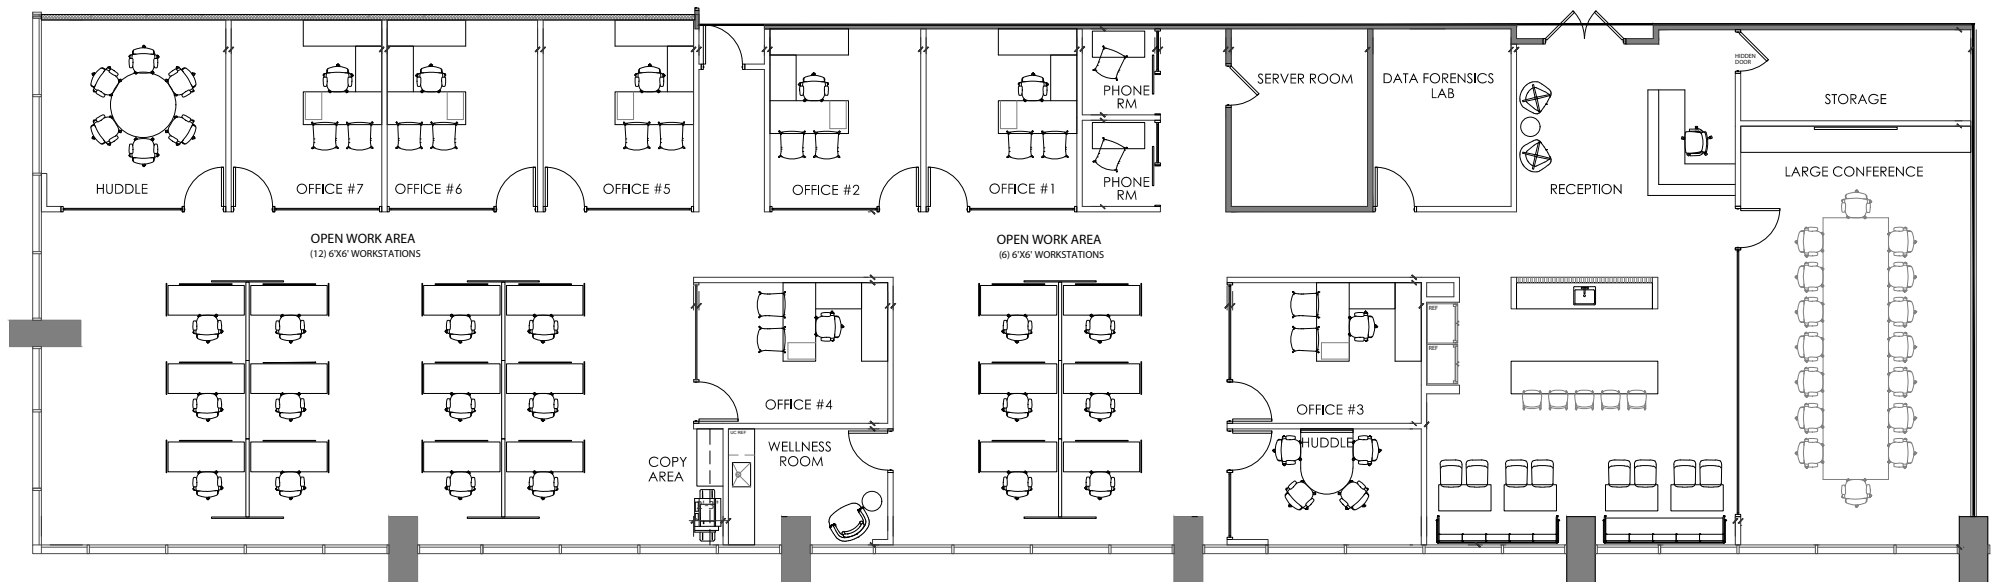 HIDDEN
DOOR
SERVER ROOM
DATA FORENSICS
LAB
PHONE
RM
STORAGE
LARGE CONFERENCE
HUDDLE
OFFICE #7
OFFICE #6
OFFICE #5
OFFICE #2
OFFICE #1
PHONE
RM
RECEPTION
OPEN WORK AREA
(12) 6'X6' WORKSTATIONS
OPEN WORK AREA
(6) 6'X6' WORKSTATIONS
REF
REF
OFFICE #4
OFFICE #3
UC REF
WELLNESS
ROOM
HUDDLE
COPY
AREA